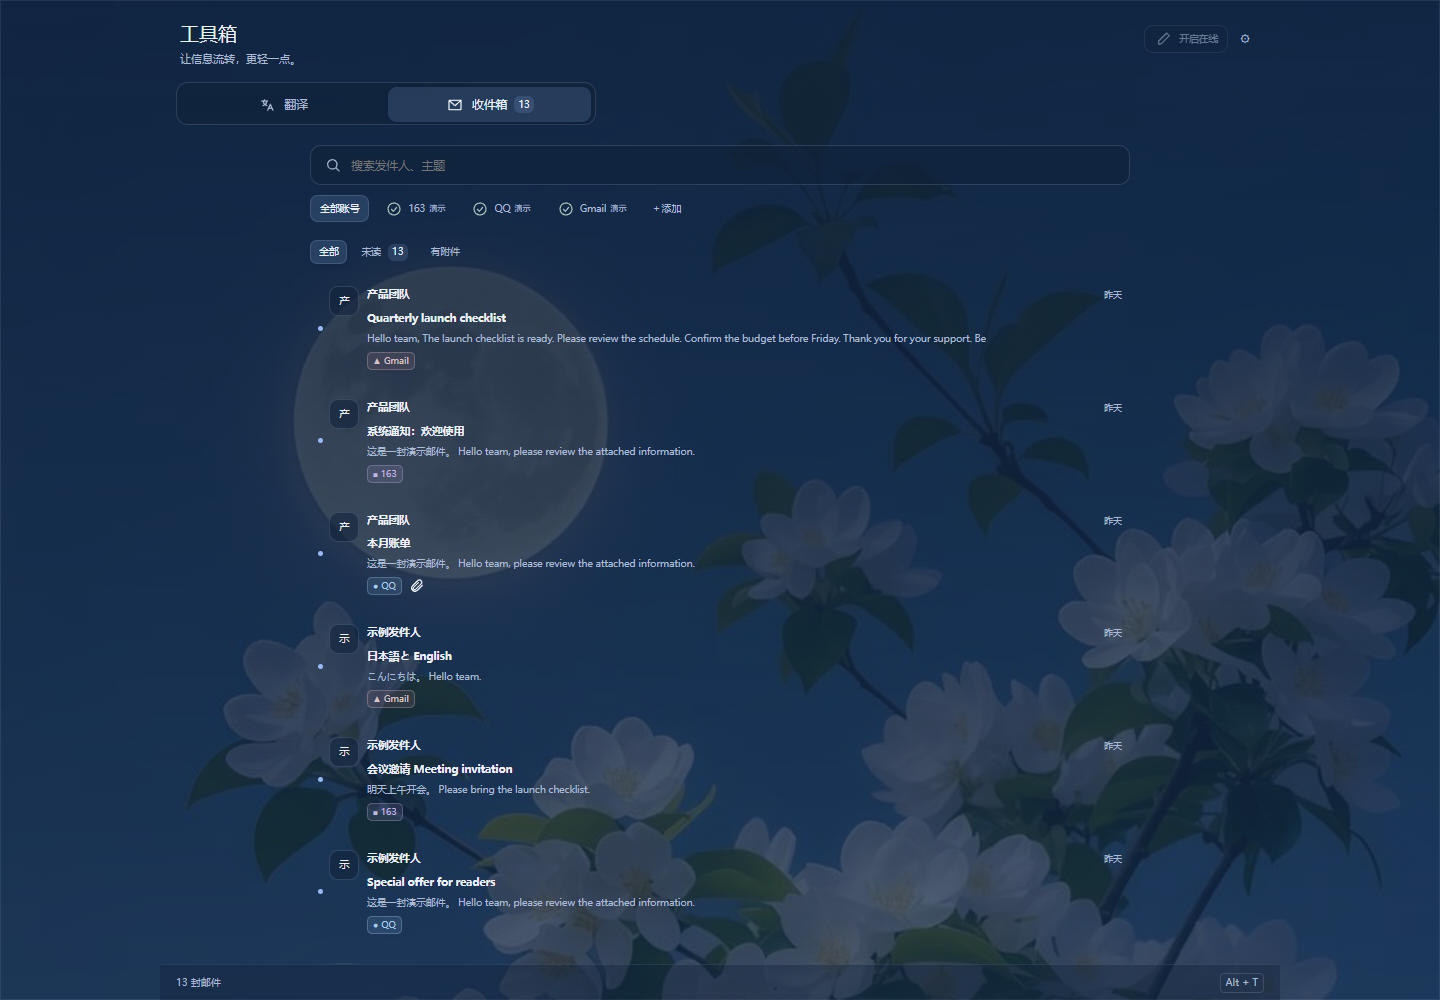 工具箱
让信息流转，更轻一点。
开启在线
翻译
收件箱 13
搜索发件人、主题
全部账号 163 演示 QQ 演示 Gmail 演示 +添加
全部 未读 13 有附件
产 产品团队 昨天
Quarterly launch checklist
Hello team, The launch checklist is ready. Please review the schedule. Confirm the budget before Friday. Thank you for your support. Be
Gmail
产 产品团队 昨天
系统通知：欢迎使用
这是一封演示邮件。 Hello team, please review the attached information.
163
产 产品团队 昨天
本月账单
这是一封演示邮件。 Hello team, please review the attached information.
QQ
示 示例发件人 昨天
日本語と English
こんにちは。 Hello team.
Gmail
示 示例发件人 昨天
会议邀请 Meeting invitation
明天上午开会。 Please bring the launch checklist.
163
示 示例发件人 昨天
Special offer for readers
这是一封演示邮件。 Hello team, please review the attached information.
QQ
13 封邮件 Alt + T